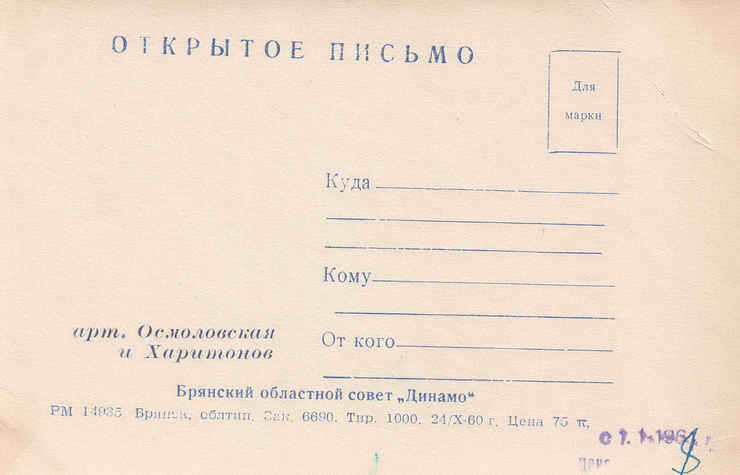 ОТКРЫТОЕ ПИСЬМО
Для
марки
Куда
Кому
От кого
арт. Осмоловская
и Харитонов
Брянский областной совет „Динамо“
РМ 14935. Брянск, облтип. Зак. 6690. Тир. 1000. 24/X-60 г. Цена 75 к,